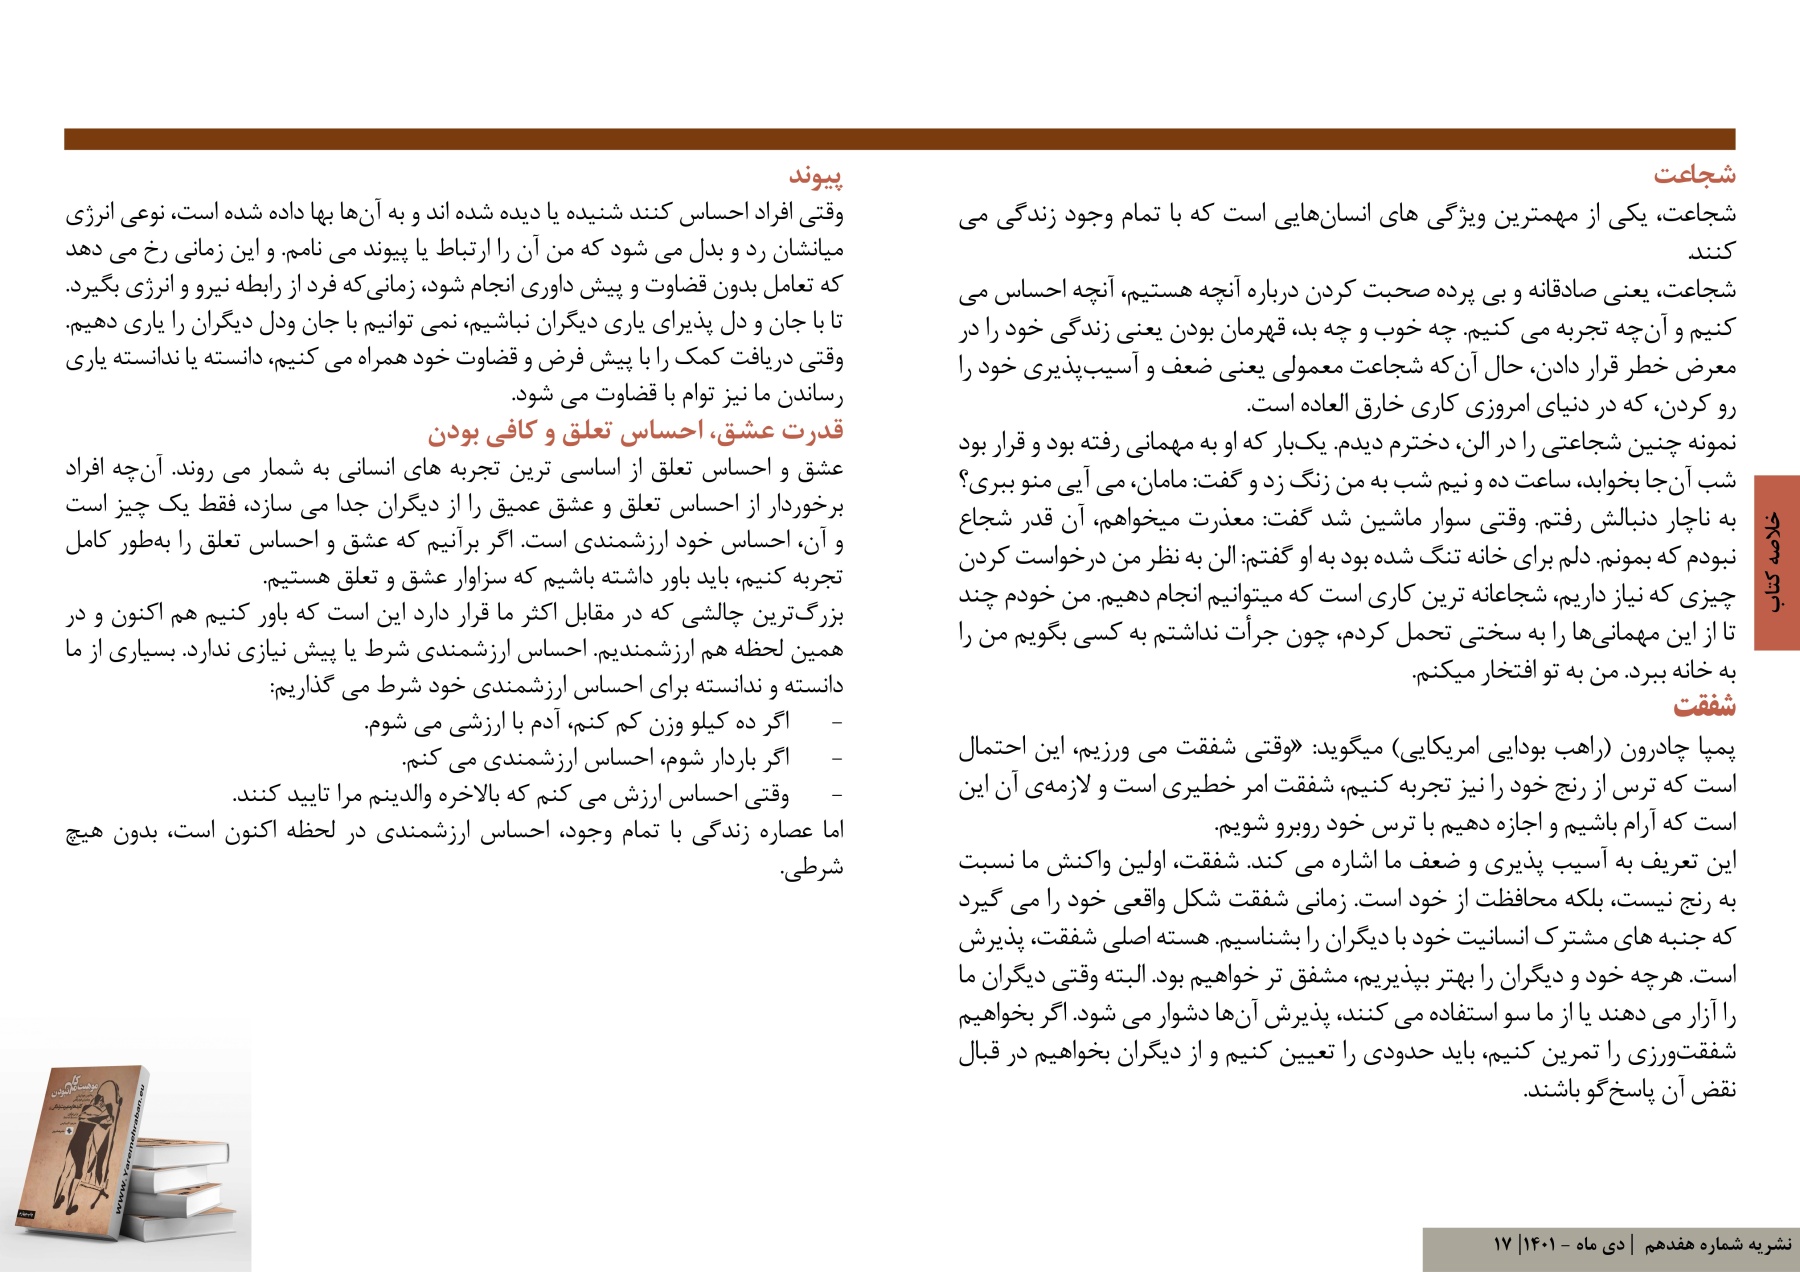 شجاعت
شجاعت، یکی از مهمترین ویژگی های انسان‌هایی است که با تمام وجود زندگی می
کنند.
شجاعت، یعنی صادقانه و بی پرده صحبت کردن درباره آنچه هستیم، آنچه احساس می
کنیم و آن‌چه تجربه می کنیم. چه خوب و چه بد، قهرمان بودن یعنی زندگی خود را در
معرض خطر قرار دادن، حال آن‌که شجاعت معمولی یعنی ضعف و آسیب‌پذیری خود را
رو کردن، که در دنیای امروزی کاری خارق العاده است.
نمونه چنین شجاعتی را در الن، دخترم دیدم. یک‌بار که او به مهمانی رفته بود و قرار بود
شب آن‌جا بخوابد، ساعت ده و نیم شب به من زنگ زد و گفت: مامان، می آیی منو ببری؟
به ناچار دنبالش رفتم. وقتی سوار ماشین شد گفت: معذرت میخواهم، آن قدر شجاع
نبودم که بمونم. دلم برای خانه تنگ شده بود به او گفتم: الن به نظر من درخواست کردن
چیزی که نیاز داریم، شجاعانه ترین کاری است که میتوانیم انجام دهیم. من خودم چند
تا از این مهمانی‌ها را به سختی تحمل کردم، چون جرأت نداشتم به کسی بگویم من را
به خانه ببرد. من به تو افتخار میکنم.
شفقت
پمپا چادرون (راهب بودایی امریکایی) میگوید: «وقتی شفقت می ورزیم، این احتمال
است که ترس از رنج خود را نیز تجربه کنیم، شفقت امر خطیری است و لازمه‌ی آن این
است که آرام باشیم و اجازه دهیم با ترس خود روبرو شویم.
این تعریف به آسیب پذیری و ضعف ما اشاره می کند. شفقت، اولین واکنش ما نسبت
به رنج نیست، بلکه محافظت از خود است. زمانی شفقت شکل واقعی خود را می گیرد
که جنبه های مشترک انسانیت خود با دیگران را بشناسیم. هسته اصلی شفقت، پذیرش
است. هرچه خود و دیگران را بهتر بپذیریم، مشفق تر خواهیم بود. البته وقتی دیگران ما
را آزار می دهند یا از ما سو استفاده می کنند، پذیرش آن‌ها دشوار می شود. اگر بخواهیم
شفقت‌ورزی را تمرین کنیم، باید حدودی را تعیین کنیم و از دیگران بخواهیم در قبال
نقض آن پاسخ‌گو باشند.
پیوند
وقتی افراد احساس کنند شنیده یا دیده شده اند و به آن‌ها بها داده شده است، نوعی انرژی
میانشان رد و بدل می شود که من آن را ارتباط یا پیوند می نامم. و این زمانی رخ می دهد
که تعامل بدون قضاوت و پیش داوری انجام شود، زمانی‌که فرد از رابطه نیرو و انرژی بگیرد.
تا با جان و دل پذیرای یاری دیگران نباشیم، نمی توانیم با جان ودل دیگران را یاری دهیم.
وقتی دریافت کمک را با پیش فرض و قضاوت خود همراه می کنیم، دانسته یا ندانسته یاری
رساندن ما نیز توام با قضاوت می شود.
قدرت عشق، احساس تعلق و کافی بودن
عشق و احساس تعلق از اساسی ترین تجربه های انسانی به شمار می روند. آن‌چه افراد
برخوردار از احساس تعلق و عشق عمیق را از دیگران جدا می سازد، فقط یک چیز است
و آن، احساس خود ارزشمندی است. اگر برآنیم که عشق و احساس تعلق را به‌طور کامل
تجربه کنیم، باید باور داشته باشیم که سزاوار عشق و تعلق هستیم.
بزرگ‌ترین چالشی که در مقابل اکثر ما قرار دارد این است که باور کنیم هم اکنون و در
همین لحظه هم ارزشمندیم. احساس ارزشمندی شرط یا پیش نیازی ندارد. بسیاری از ما
دانسته و ندانسته برای احساس ارزشمندی خود شرط می گذاریم:
- اگر ده کیلو وزن کم کنم، آدم با ارزشی می شوم.
- اگر باردار شوم، احساس ارزشمندی می کنم.
- وقتی احساس ارزش می کنم که بالاخره والدینم مرا تایید کنند.
اما عصاره زندگی با تمام وجود، احساس ارزشمندی در لحظه اکنون است، بدون هیچ
شرطی.
خلاصه کتاب
www.Yaremehraban.eu
نشریه شماره هفدهم | دی ماه - ۱۴۰۱| ۱۷